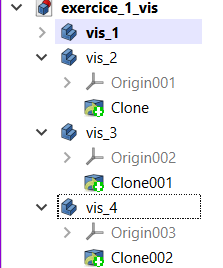 exercice_1_vis
vis_1
vis_2
Origin001
Clone
vis_3
Origin002
Clone001
vis_4
Origin003
Clone002